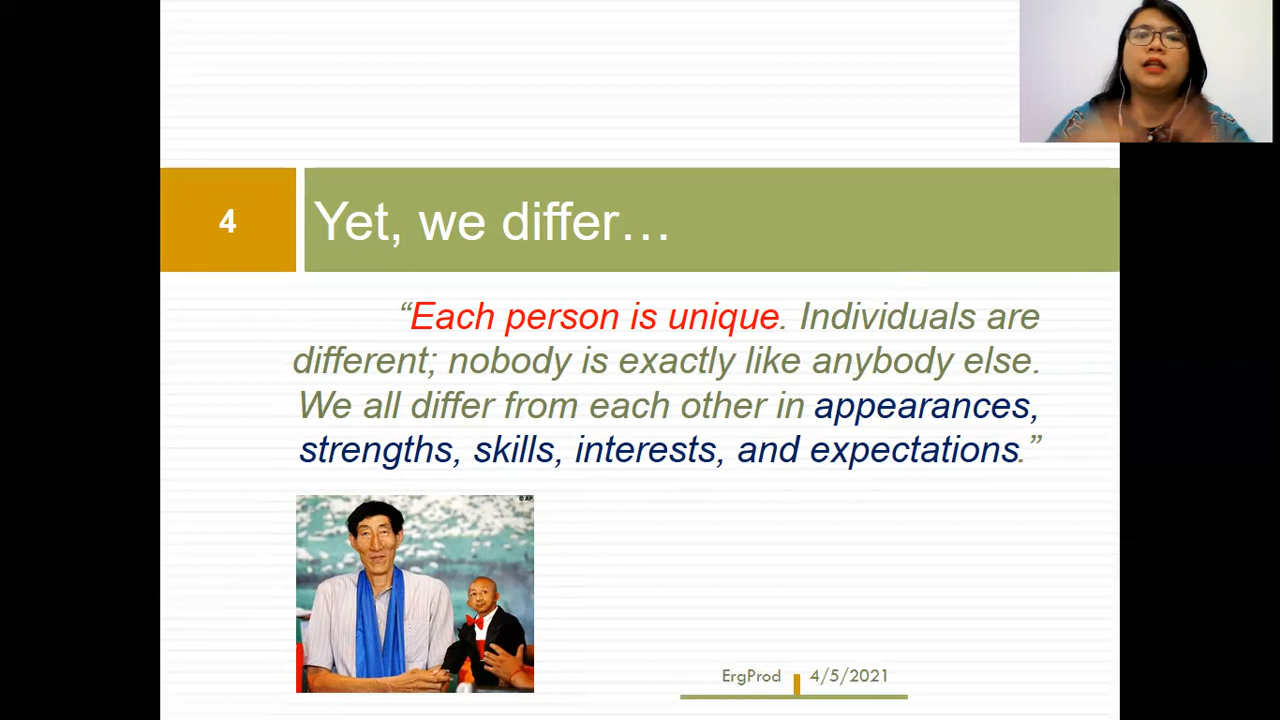 4
Yet, we differ…
“Each person is unique. Individuals are
different; nobody is exactly like anybody else.
We all differ from each other in appearances,
strengths, skills, interests, and expectations.”
© AP
ErgProd 4/5/2021